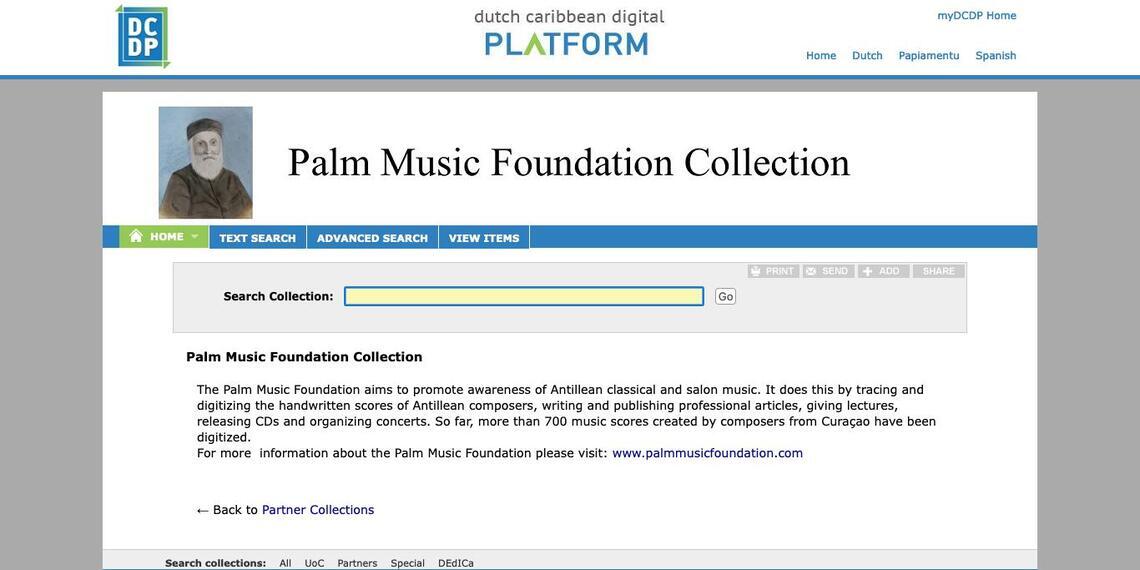 DC
DP
dutch caribbean digital
PLATFORM
myDCDP Home
Home Dutch Papiamentu Spanish
Palm Music Foundation Collection
HOME TEXT SEARCH ADVANCED SEARCH VIEW ITEMS
PRINT SEND ADD SHARE
Search Collection: Go
Palm Music Foundation Collection
The Palm Music Foundation aims to promote awareness of Antillean classical and salon music. It does this by tracing and
digitizing the handwritten scores of Antillean composers, writing and publishing professional articles, giving lectures,
releasing CDs and organizing concerts. So far, more than 700 music scores created by composers from Curaçao have been
digitized.
For more  information about the Palm Music Foundation please visit: www.palmmusicfoundation.com
← Back to Partner Collections
Search collections: All UoC Partners Special DEdICa